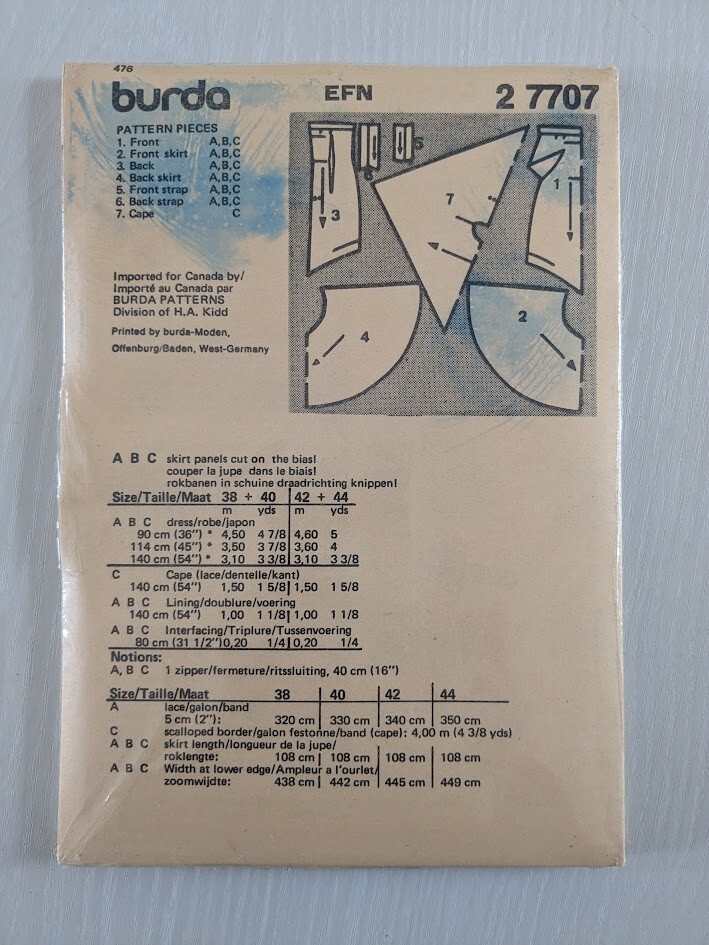 476
burda EFN 2 7707
PATTERN PIECES
1. Front A,B,C
2. Front skirt A,B,C
3. Back A,B,C
4. Back skirt A,B,C
5. Front strap A,B,C
6. Back strap A,B,C
7. Cape C
3
6
5
7
1
4
2
Imported for Canada by/
Importé au Canada par
BURDA PATTERNS
Division of H.A. Kidd
Printed by burda-Moden,
Offenburg/Baden, West-Germany
A B C skirt panels cut on the bias!
couper la jupe dans le biais!
rokbanen in schuine draadrichting knippen!
Size/Taille/Maat 38 + 40 42 + 44
m yds m yds
A B C dress/robe/japon
90 cm (36") * 4,50 4 7/8 4,60 5
114 cm (45") * 3,50 3 7/8 3,60 4
140 cm (54") * 3,10 3 3/8 3,10 3 3/8
C Cape (lace/dentelle/kant)
140 cm (54") 1,50 1 5/8 1,50 1 5/8
A B C Lining/doublure/voering
140 cm (54") 1,00 1 1/8 1,00 1 1/8
A B C Interfacing/Triplure/Tussenvoering
80 cm (31 1/2") 0,20 1/4 0,20 1/4
Notions:
A, B C 1 zipper/fermeture/ritssluiting, 40 cm (16")
Size/Taille/Maat 38 40 42 44
A lace/galon/band
5 cm (2"): 320 cm 330 cm 340 cm 350 cm
C scalloped border/galon festonne/band (cape): 4,00 m (4 3/8 yds)
A B C skirt length/longueur de la jupe/
roklengte: 108 cm 108 cm 108 cm 108 cm
A B C Width at lower edge/Ampleur a l'ourlet/
zoomwijdte: 438 cm 442 cm 445 cm 449 cm